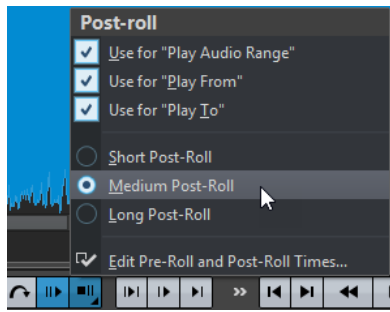 Post-roll
Use for "Play Audio Range"
Use for "Play From"
Use for "Play To"
Short Post-Roll
Medium Post-Roll
Long Post-Roll
Edit Pre-Roll and Post-Roll Times...